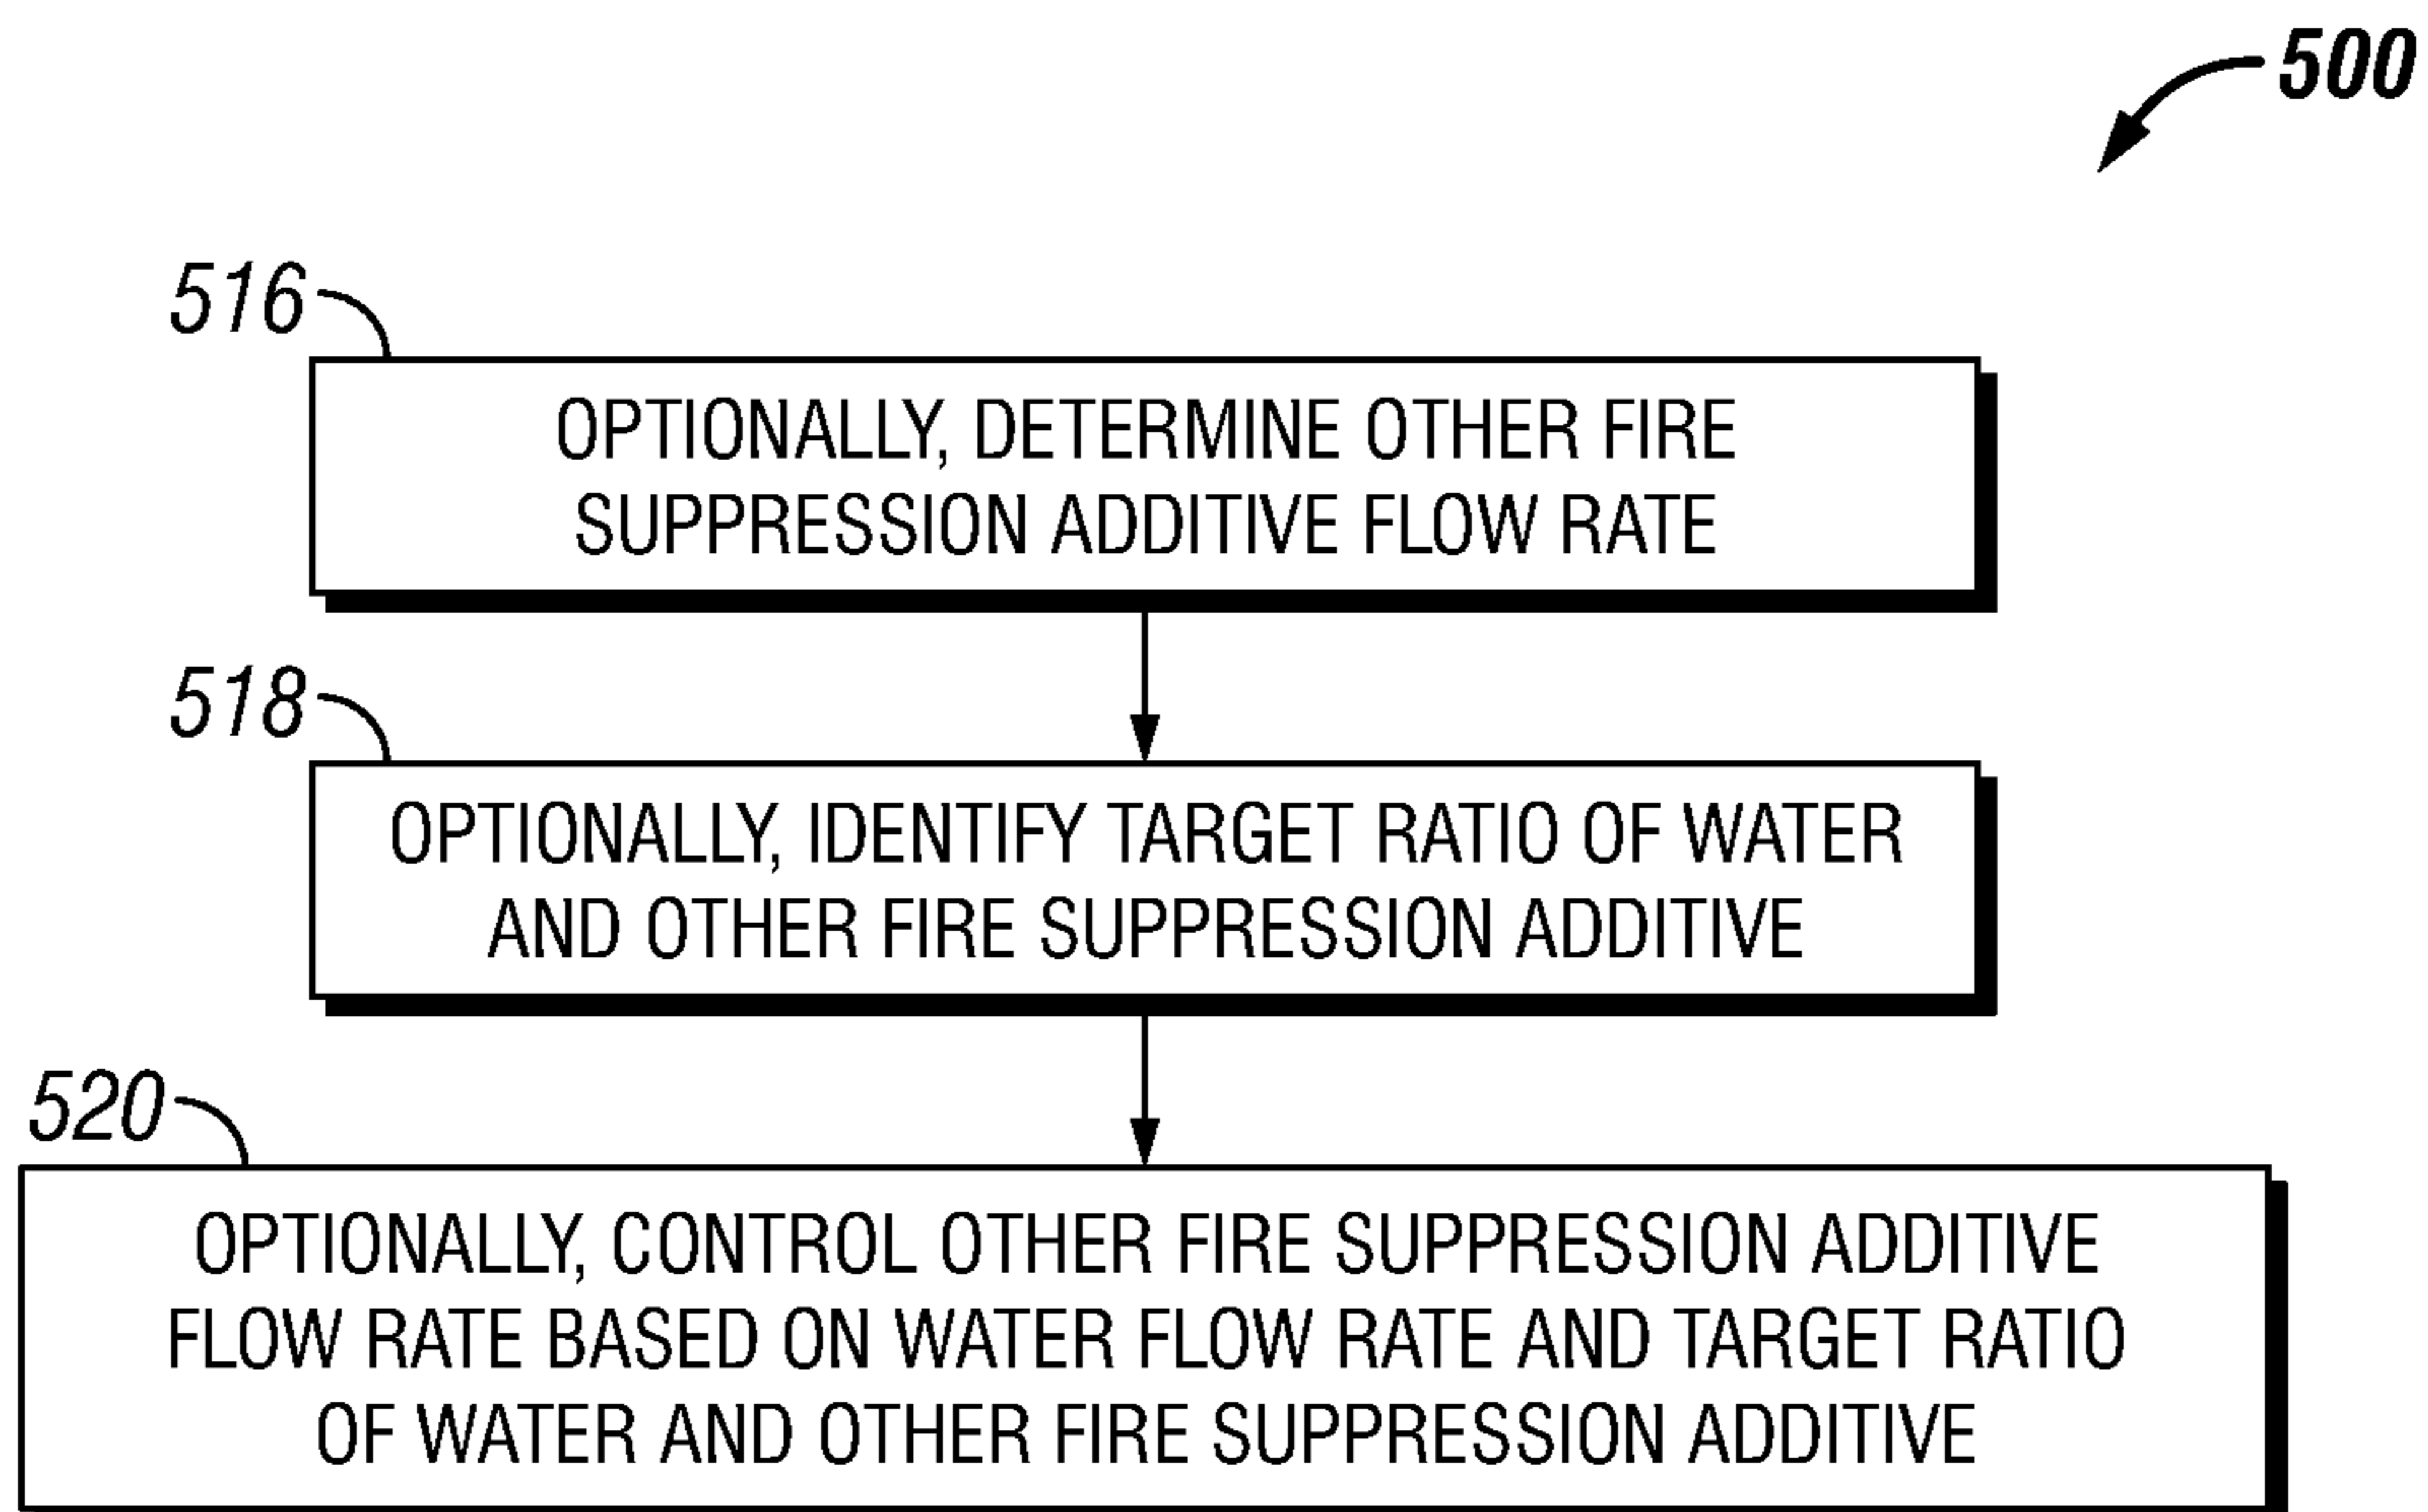 500
516
OPTIONALLY, DETERMINE OTHER FIRE
SUPPRESSION ADDITIVE FLOW RATE
518
OPTIONALLY, IDENTIFY TARGET RATIO OF WATER
AND OTHER FIRE SUPPRESSION ADDITIVE
520
OPTIONALLY, CONTROL OTHER FIRE SUPPRESSION ADDITIVE
FLOW RATE BASED ON WATER FLOW RATE AND TARGET RATIO
OF WATER AND OTHER FIRE SUPPRESSION ADDITIVE